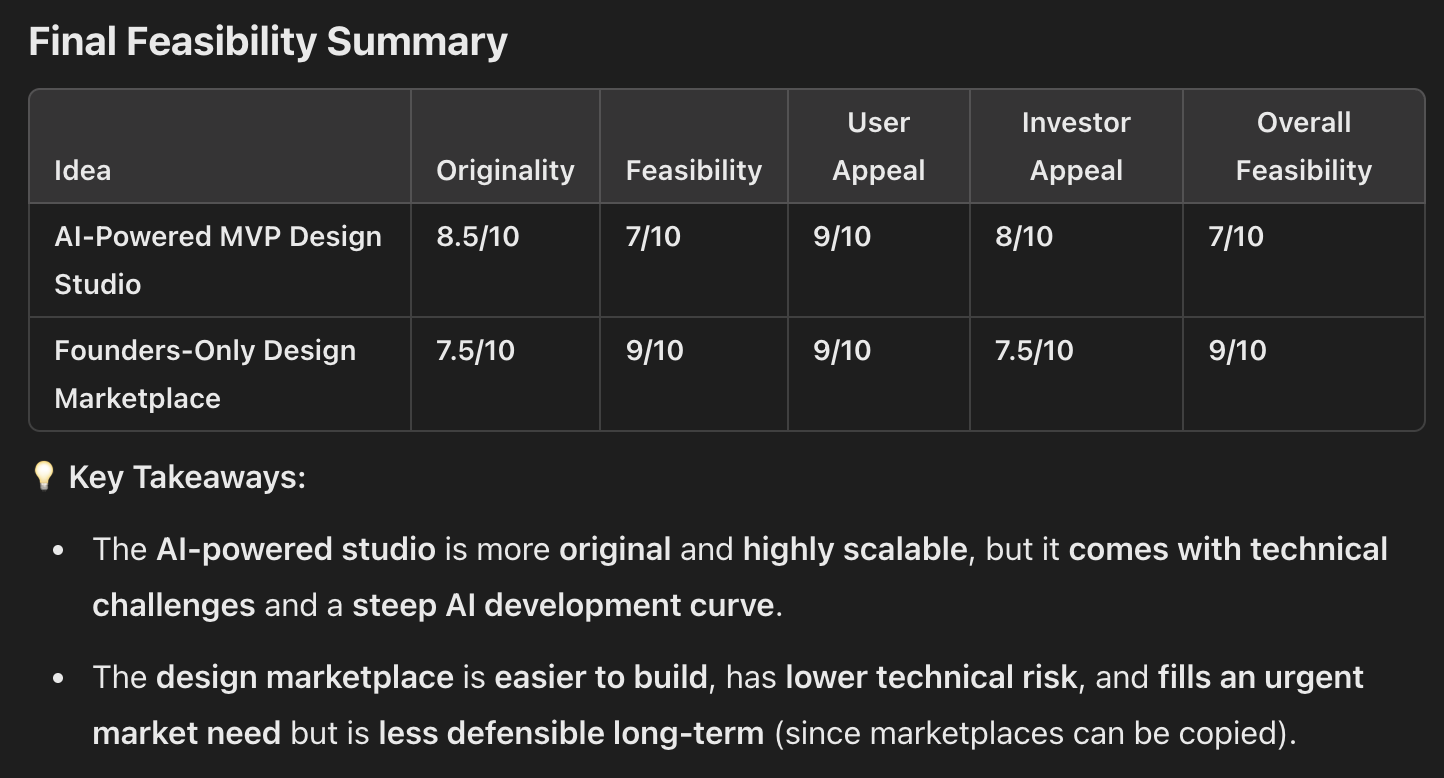 Final Feasibility Summary
Idea
Originality
Feasibility
User
Appeal
Investor
Appeal
Overall
Feasibility
AI-Powered MVP Design
Studio
8.5/10
7/10
9/10
8/10
7/10
Founders-Only Design
Marketplace
7.5/10
9/10
9/10
7.5/10
9/10
💡 Key Takeaways:
• The AI-powered studio is more original and highly scalable, but it comes with technical
challenges and a steep AI development curve.
• The design marketplace is easier to build, has lower technical risk, and fills an urgent
market need but is less defensible long-term (since marketplaces can be copied).